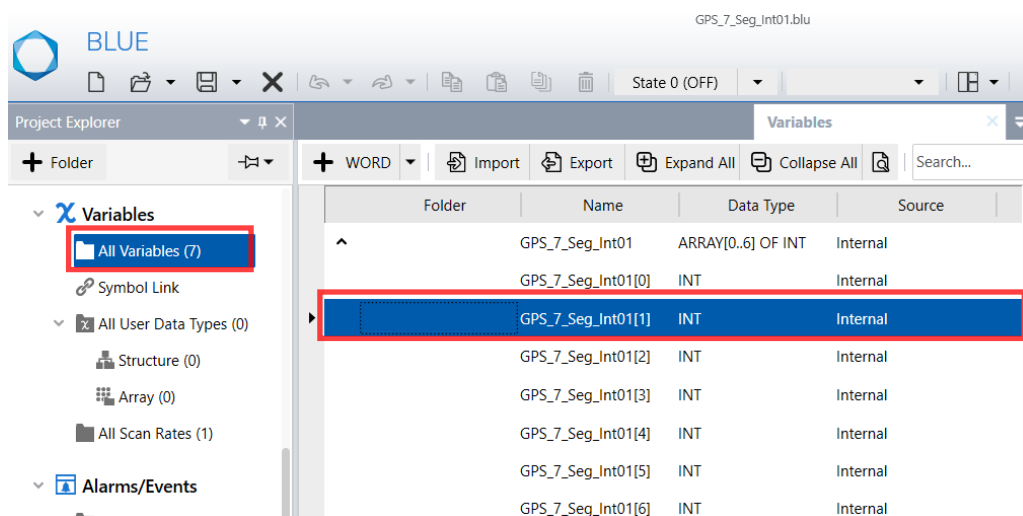 GPS_7_Seg_Int01.blu
BLUE
State 0 (OFF)
Project Explorer
Variables
Folder
WORD
Import
Export
Expand All
Collapse All
Search...
Folder Name Data Type Source
Variables
All Variables (7)
Symbol Link
All User Data Types (0)
Structure (0)
Array (0)
All Scan Rates (1)
Alarms/Events
GPS_7_Seg_Int01 ARRAY[0..6] OF INT Internal
GPS_7_Seg_Int01[0] INT Internal
GPS_7_Seg_Int01[1] INT Internal
GPS_7_Seg_Int01[2] INT Internal
GPS_7_Seg_Int01[3] INT Internal
GPS_7_Seg_Int01[4] INT Internal
GPS_7_Seg_Int01[5] INT Internal
GPS_7_Seg_Int01[6] INT Internal